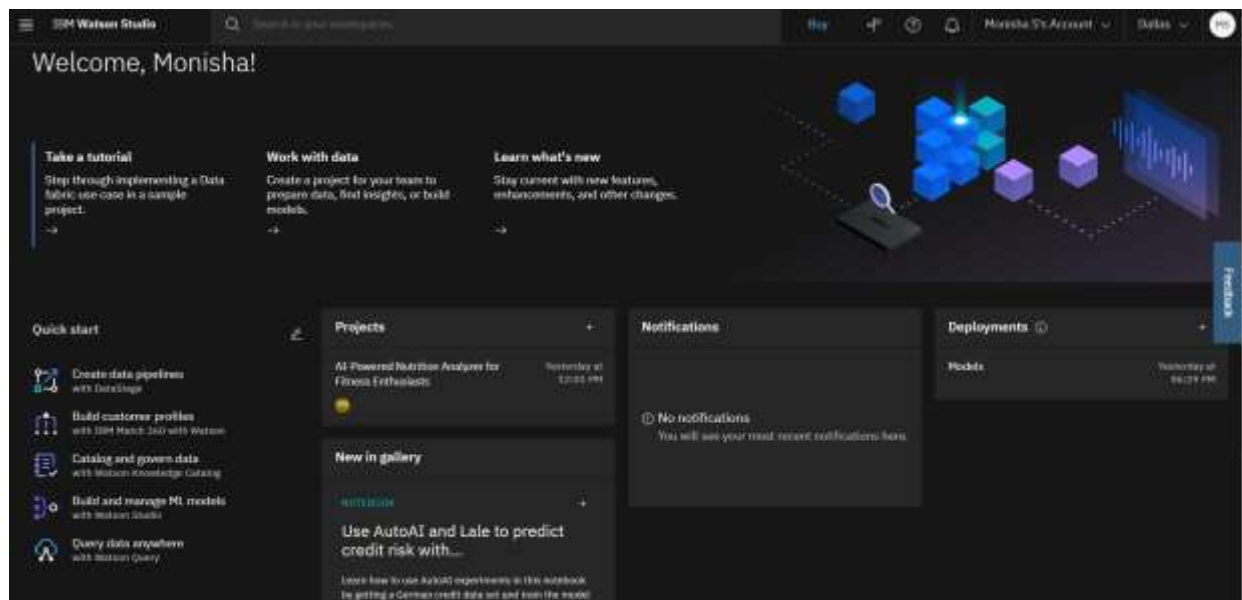 IBM Watson Studio
Search in your workspaces
Buy
Monisha S's Account
Dallas
MS
Welcome, Monisha!
Take a tutorial
Step through implementing a Data
fabric use case in a sample
project.
Work with data
Create a project for your team to
prepare data, find insights, or build
models.
Learn what's new
Stay current with new features,
enhancements, and other changes.
Feedback
Quick start
Create data pipelines
with DataStage
Build customer profiles
with IBM Match 360 with Watson
Catalog and govern data
with Watson Knowledge Catalog
Build and manage ML models
with Watson Studio
Query data anywhere
with Watson Query
Projects
AI-Powered Nutrition Analyzer for
Fitness Enthusiasts
Yesterday at
New in gallery
NOTEBOOK
Use AutoAI and Lale to predict
credit risk with...
Learn how to use AutoAI experiments in this notebook
by getting a German credit data set and train the model
Notifications
No notifications
You will see your most recent notifications here.
Deployments
Models
Yesterday at
06:29 PM